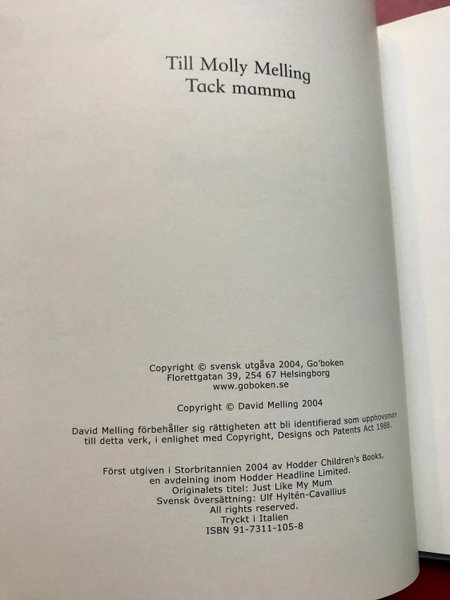 Till Molly Melling
Tack mamma
Copyright © svensk utgåva 2004, Go'boken
Florettgatan 39, 254 67 Helsingborg
www.goboken.se
Copyright © David Melling 2004
David Melling förbehåller sig rättigheten att bli identifierad som upphovsman
till detta verk, i enlighet med Copyright, Designs och Patents Act 1988.
Först utgiven i Storbritannien 2004 av Hodder Children's Books,
en avdelning inom Hodder Headline Limited.
Originalets titel: Just Like My Mum
Svensk översättning: Ulf Hyltén-Cavallius
All rights reserved.
Tryckt i Italien
ISBN 91-7311-105-8